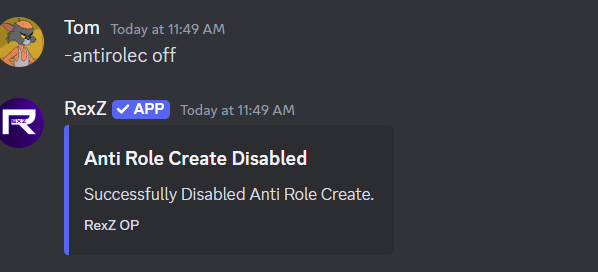 Tom Today at 11:49 AM
-antirolec off
REXZ
RexZ ✓ APP Today at 11:49 AM
Anti Role Create Disabled
Successfully Disabled Anti Role Create.
RexZ OP